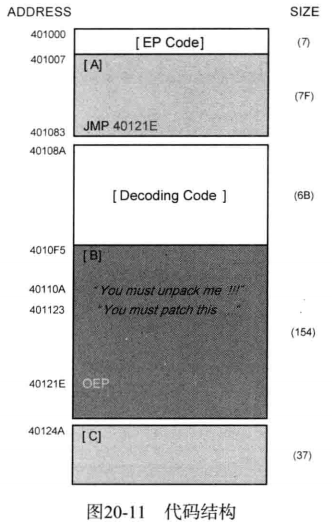 ADDRESS SIZE
401000 [ EP Code] (7)
401007 [ A]
(7F)
JMP 40121E
401083
40108A
[ Decoding Code ] (6B)
4010F5 [ B]
40110A "You must unpack me !!!"
401123 "You must patch this "
(154)
40121E OEP
40124A [ C]
(37)
图20-11 代码结构